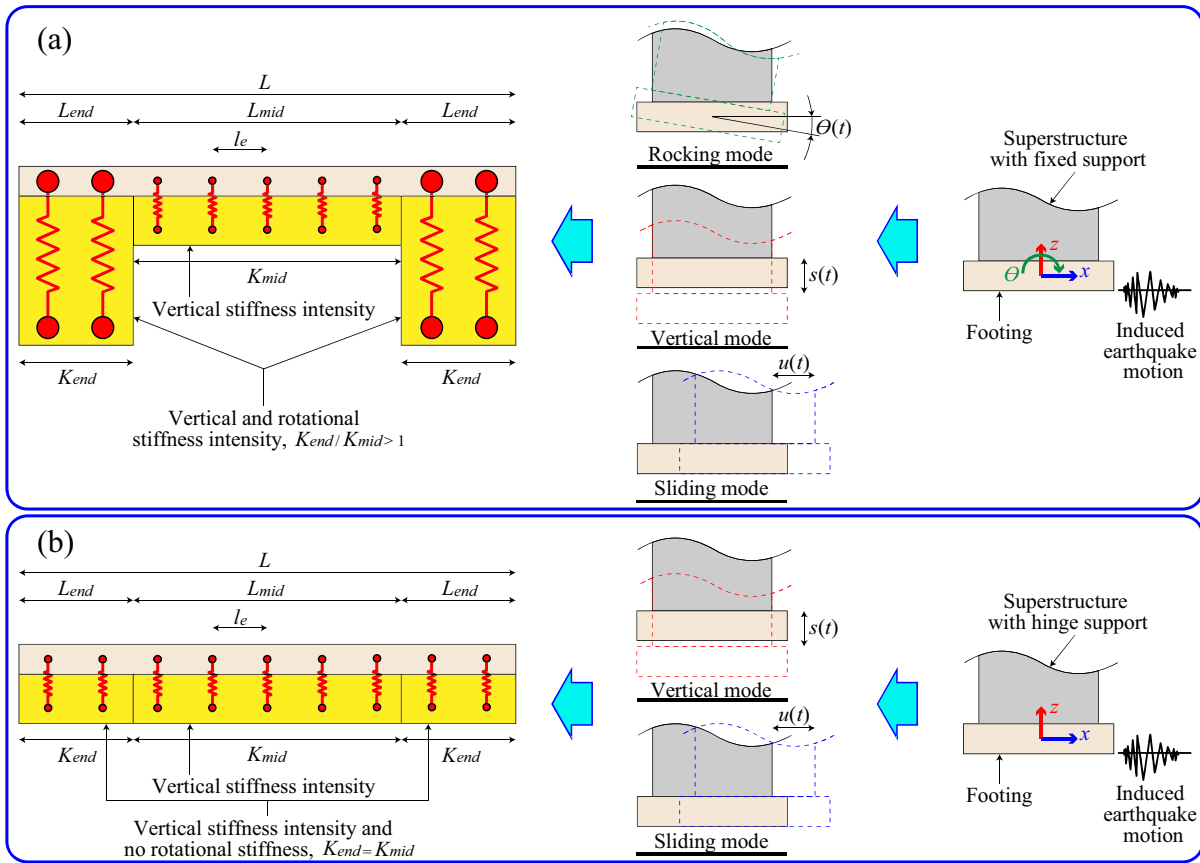 (a)
L
Lend
Lmid
Lend
le
Kmid
Vertical stiffness intensity
Kend
Kend
Vertical and rotational
stiffness intensity, Kend / Kmid > 1
Θ(t)
Rocking mode
s(t)
Vertical mode
u(t)
Sliding mode
Superstructure
with fixed support
z
Θ
x
Footing
Induced
earthquake
motion
(b)
L
Lend
Lmid
Lend
le
Kend
Kmid
Kend
Vertical stiffness intensity
Vertical stiffness intensity and
no rotational stiffness, Kend = Kmid
s(t)
Vertical mode
u(t)
Sliding mode
Superstructure
with hinge support
z
x
Footing
Induced
earthquake
motion